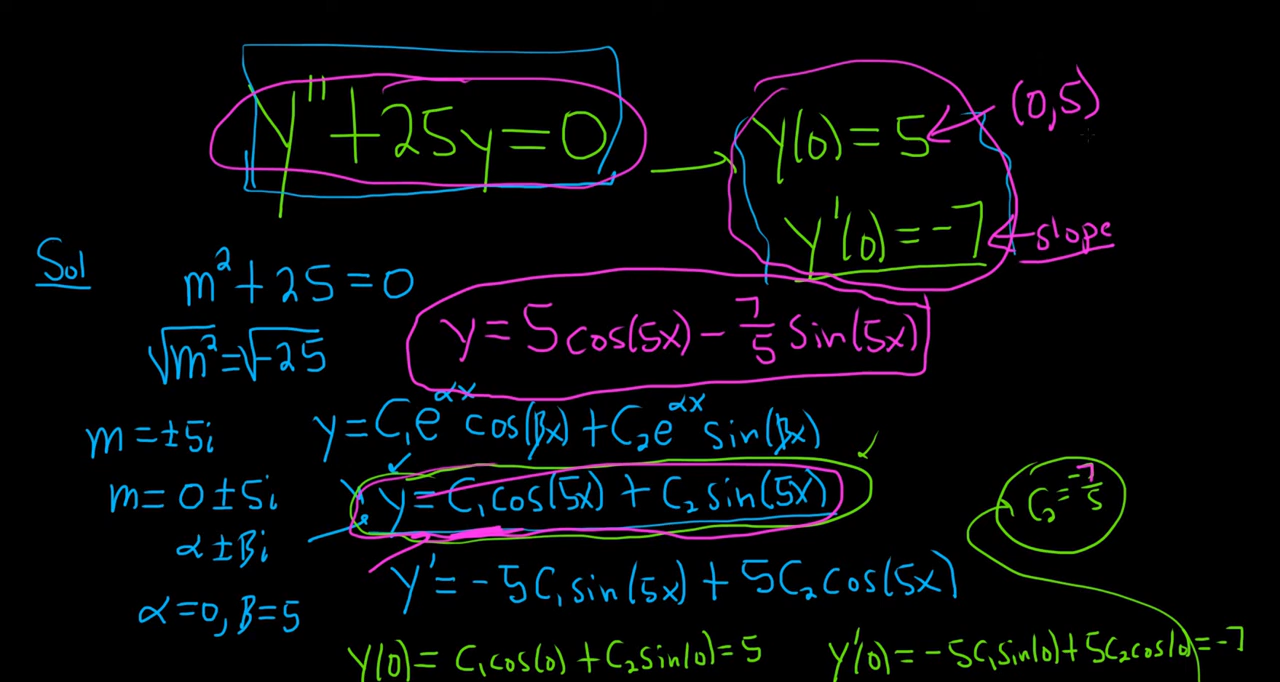 y'' + 25y = 0
y(0) = 5
(0,5)
y'(0) = -7
slope
Sol
m² + 25 = 0
√m² = √-25
y = 5cos(5x) - 7/5 sin(5x)
m = ±5i
y = C₁e^αx cos(βx) + C₂e^αx sin(βx)
m = 0 ± 5i
y = C₁cos(5x) + C₂sin(5x)
C₂ = -7/5
α ± βi
y' = -5C₁sin(5x) + 5C₂cos(5x)
α = 0, β = 5
y(0) = C₁cos(0) + C₂sin(0) = 5
y'(0) = -5C₁sin(0) + 5C₂cos(0) = -7